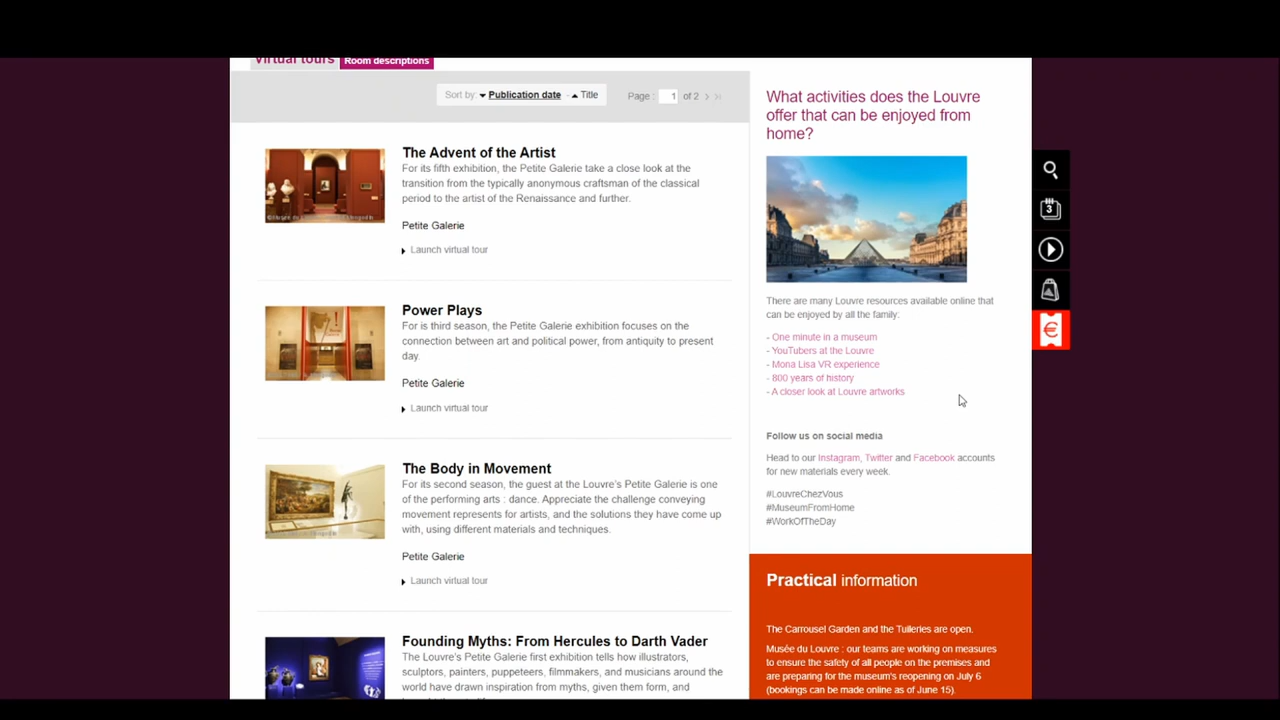 Virtual tours
Room descriptions
Sort by: Publication date - Title
Page : 1 of 2
The Advent of the Artist
For its fifth exhibition, the Petite Galerie take a close look at the
transition from the typically anonymous craftsman of the classical
period to the artist of the Renaissance and further.
Petite Galerie
Launch virtual tour
Power Plays
For is third season, the Petite Galerie exhibition focuses on the
connection between art and political power, from antiquity to present
day.
Petite Galerie
Launch virtual tour
The Body in Movement
For its second season, the guest at the Louvre's Petite Galerie is one
of the performing arts : dance. Appreciate the challenge conveying
movement represents for artists, and the solutions they have come up
with, using different materials and techniques.
Petite Galerie
Launch virtual tour
Founding Myths: From Hercules to Darth Vader
The Louvre's Petite Galerie first exhibition tells how illustrators,
sculptors, painters, puppeteers, filmmakers, and musicians around the
world have drawn inspiration from myths, given them form, and
What activities does the Louvre
offer that can be enjoyed from
home?
There are many Louvre resources available online that
can be enjoyed by all the family:
- One minute in a museum
- YouTubers at the Louvre
- Mona Lisa VR experience
- 800 years of history
- A closer look at Louvre artworks
Follow us on social media
Head to our Instagram, Twitter and Facebook accounts
for new materials every week.
#LouvreChezVous
#MuseumFromHome
#WorkOfTheDay
Practical information
The Carrousel Garden and the Tuileries are open.
Musée du Louvre : our teams are working on measures
to ensure the safety of all people on the premises and
are preparing for the museum's reopening on July 6
(bookings can be made online as of June 15).
3
€